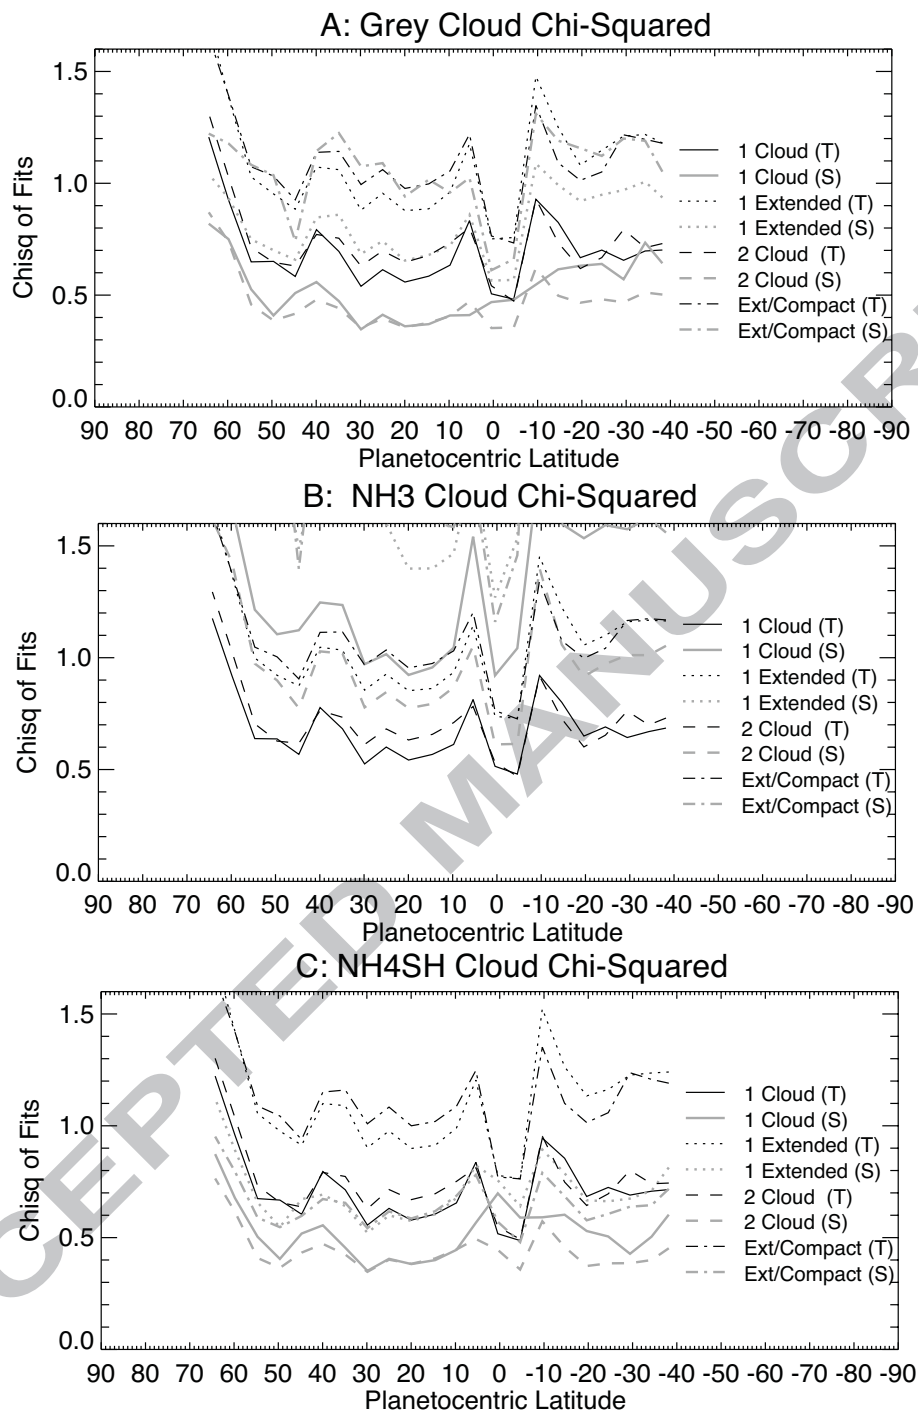 A: Grey Cloud Chi-Squared
1.5
1.0
0.5
0.0
Chisq of Fits
1 Cloud (T)
1 Cloud (S)
1 Extended (T)
1 Extended (S)
2 Cloud (T)
2 Cloud (S)
Ext/Compact (T)
Ext/Compact (S)
90 80 70 60 50 40 30 20 10 0 -10 -20 -30 -40 -50 -60 -70 -80 -90
Planetocentric Latitude
B: NH3 Cloud Chi-Squared
1.5
1.0
0.5
0.0
Chisq of Fits
1 Cloud (T)
1 Cloud (S)
1 Extended (T)
1 Extended (S)
2 Cloud (T)
2 Cloud (S)
Ext/Compact (T)
Ext/Compact (S)
90 80 70 60 50 40 30 20 10 0 -10 -20 -30 -40 -50 -60 -70 -80 -90
Planetocentric Latitude
C: NH4SH Cloud Chi-Squared
1.5
1.0
0.5
0.0
Chisq of Fits
1 Cloud (T)
1 Cloud (S)
1 Extended (T)
1 Extended (S)
2 Cloud (T)
2 Cloud (S)
Ext/Compact (T)
Ext/Compact (S)
90 80 70 60 50 40 30 20 10 0 -10 -20 -30 -40 -50 -60 -70 -80 -90
Planetocentric Latitude
CEPTED MANUSCR